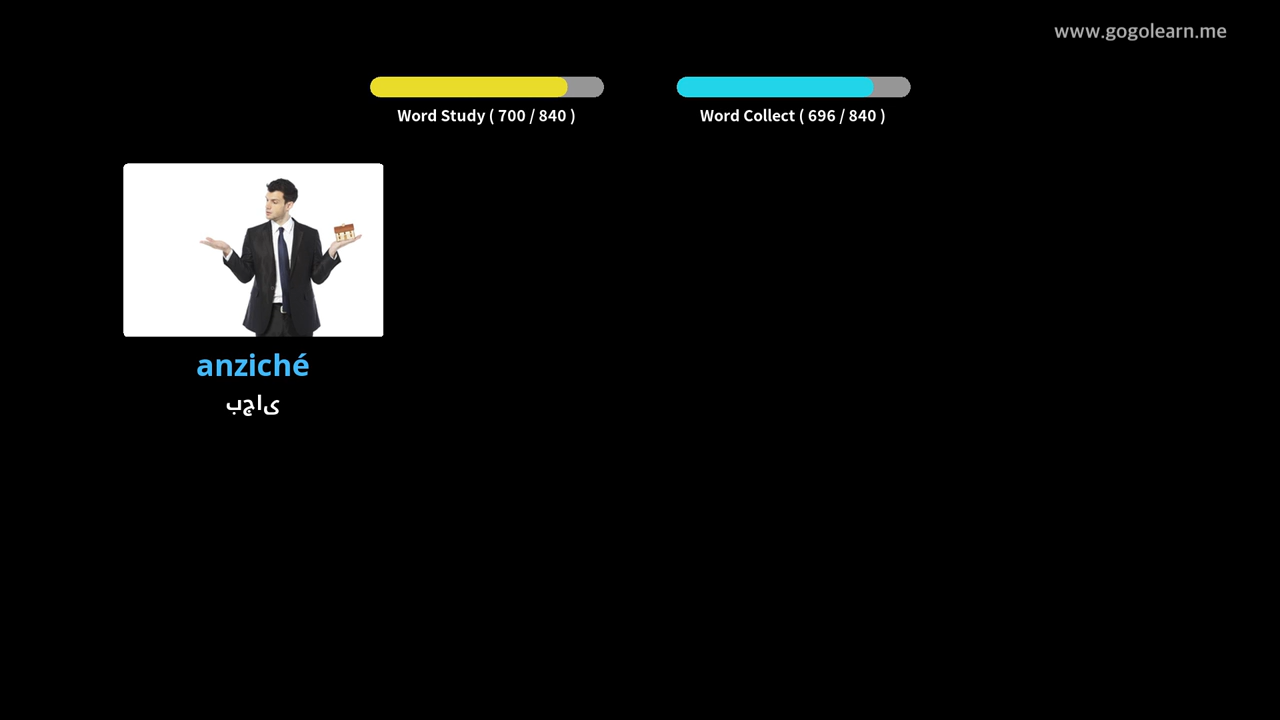 www.gogolearn.me
Word Study ( 700 / 840 )
Word Collect ( 696 / 840 )
anziché
بجای